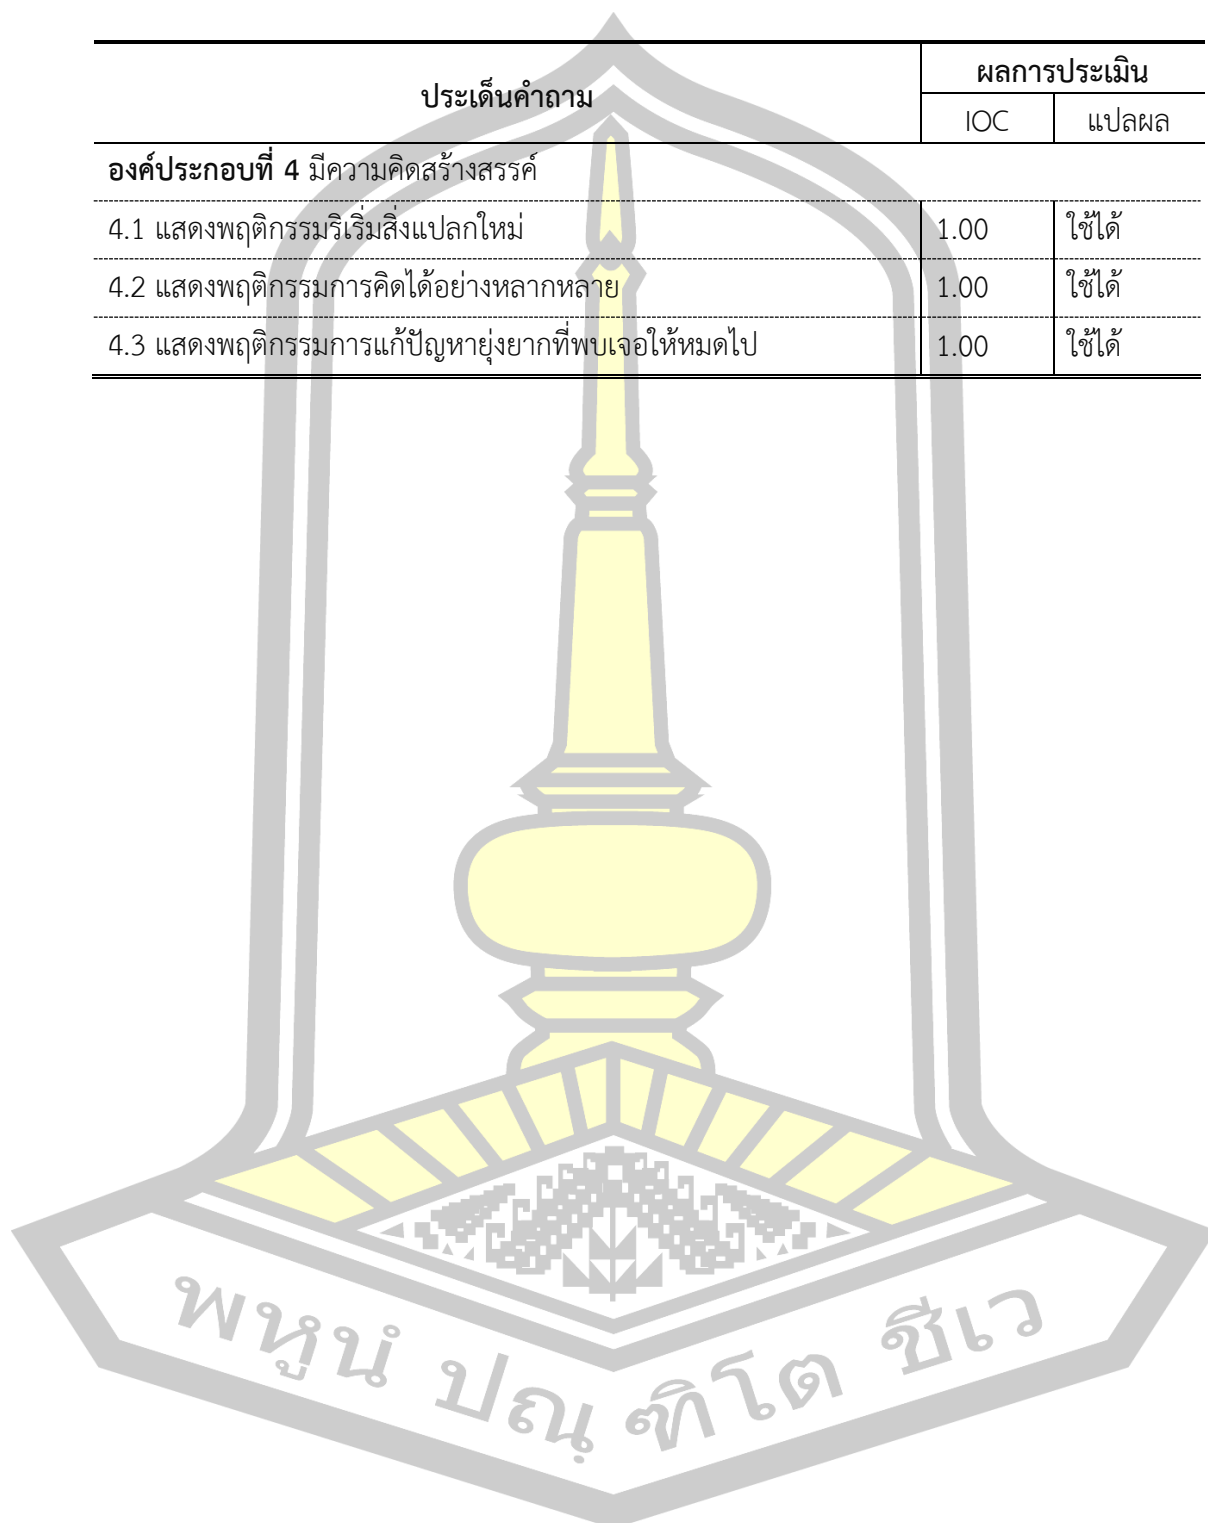 ประเด็นคำถาม ผลการประเมิน
IOC แปลผล
องค์ประกอบที่ 4 มีความคิดสร้างสรรค์
4.1 แสดงพฤติกรรมริเริ่มสิ่งแปลกใหม่ 1.00 ใช้ได้
4.2 แสดงพฤติกรรมการคิดได้อย่างหลากหลาย 1.00 ใช้ได้
4.3 แสดงพฤติกรรมการแก้ปัญหายุ่งยากที่พบเจอให้หมดไป 1.00 ใช้ได้
พหูนํ ปณฺฑิโต ชีเว